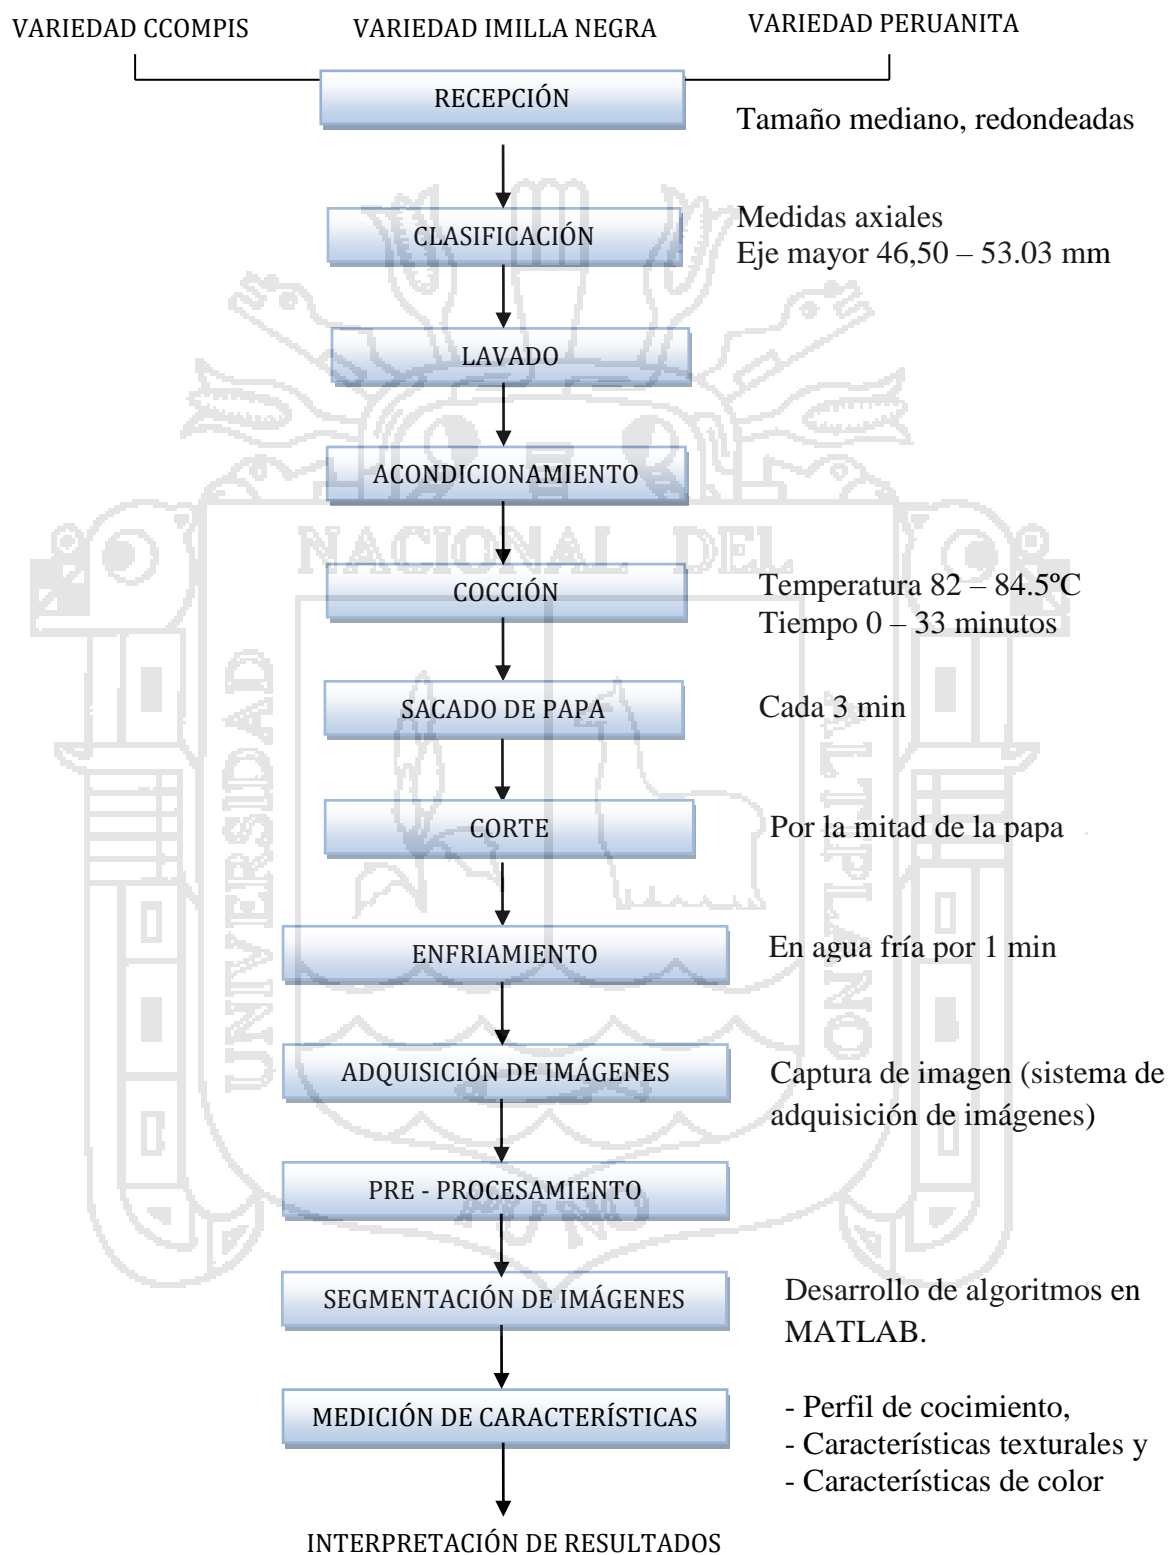 VARIEDAD CCOMPIS
VARIEDAD IMILLA NEGRA
VARIEDAD PERUANITA
RECEPCIÓN
Tamaño mediano, redondeadas
CLASIFICACIÓN
Medidas axiales
Eje mayor 46,50 – 53.03 mm
LAVADO
ACONDICIONAMIENTO
NACIONAL DEL
COCCIÓN
Temperatura 82 – 84.5ºC
Tiempo 0 – 33 minutos
UNIVERSIDAD
ALTIPLANO
SACADO DE PAPA
Cada 3 min
CORTE
Por la mitad de la papa
ENFRIAMIENTO
En agua fría por 1 min
ADQUISICIÓN DE IMÁGENES
Captura de imagen (sistema de
adquisición de imágenes)
PRE - PROCESAMIENTO
PUNO
SEGMENTACIÓN DE IMÁGENES
Desarrollo de algoritmos en
MATLAB.
MEDICIÓN DE CARACTERÍSTICAS
- Perfil de cocimiento,
- Características texturales y
- Características de color
INTERPRETACIÓN DE RESULTADOS